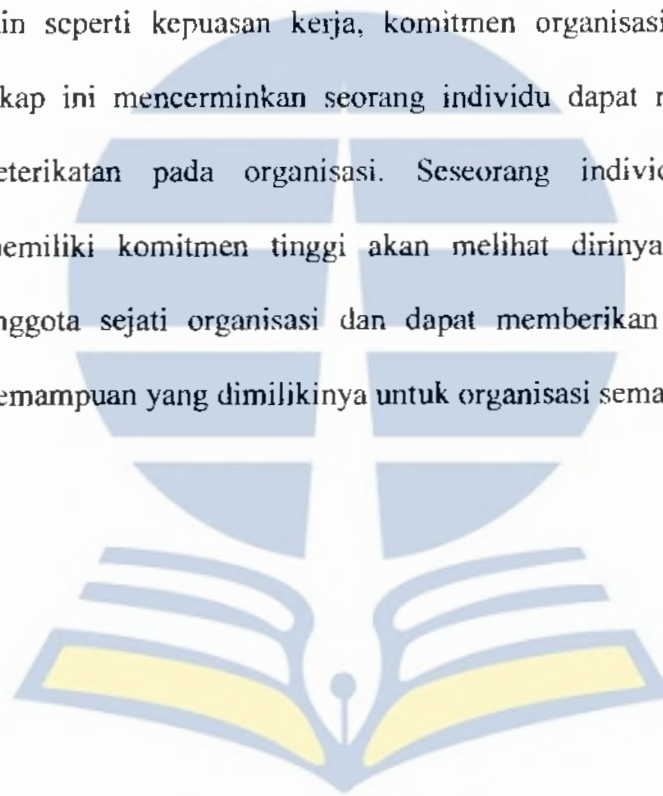 in seperti kepuasan kerja, komitmen organisasi
kap ini mencerminkan seorang individu dapat
eterikatan pada organisasi. Seseorang individ
emiliki komitmen tinggi akan melihat dirinya
nggota sejati organisasi dan dapat memberikan
emampuan yang dimilikinya untuk organisasi sema